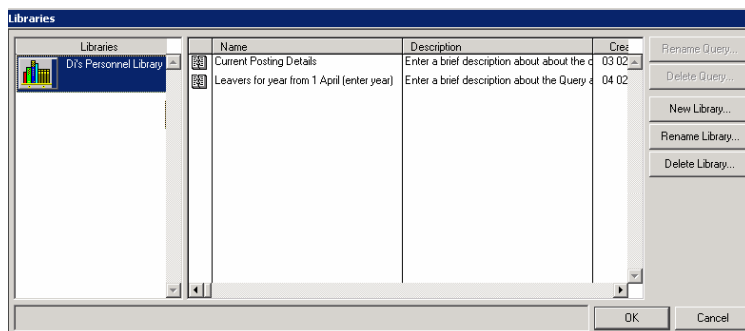 Libraries
Libraries
Name Description Crea
Di's Personnel Library
Current Posting Details Enter a brief description about about the c 03 02
Leavers for year from 1 April (enter year) Enter a brief description about the Query a 04 02
Rename Query...
Delete Query...
New Library...
Rename Library...
Delete Library...
OK Cancel